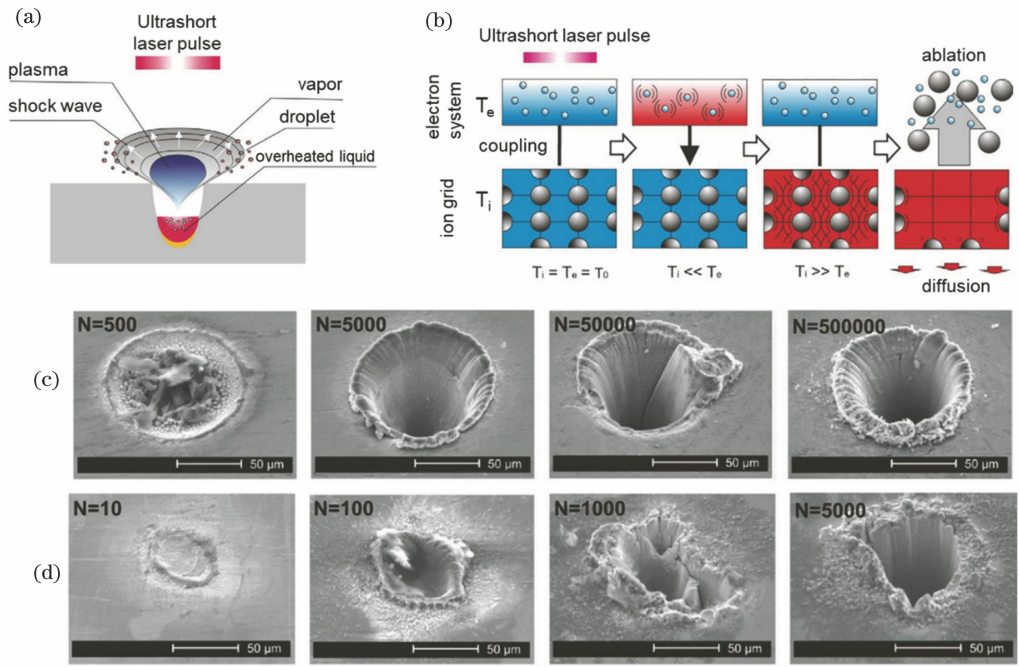 (a)
Ultrashort
laser pulse
plasma
shock wave
vapor
droplet
overheated liquid
(b)
Ultrashort laser pulse
electron
system
Te
coupling
ion grid
Ti
Ti = Te = T0
Ti << Te
Ti >> Te
ablation
diffusion
(c)
N=500
50 μm
N=5000
50 μm
N=50000
50 μm
N=500000
50 μm
(d)
N=10
50 μm
N=100
50 μm
N=1000
50 μm
N=5000
50 μm